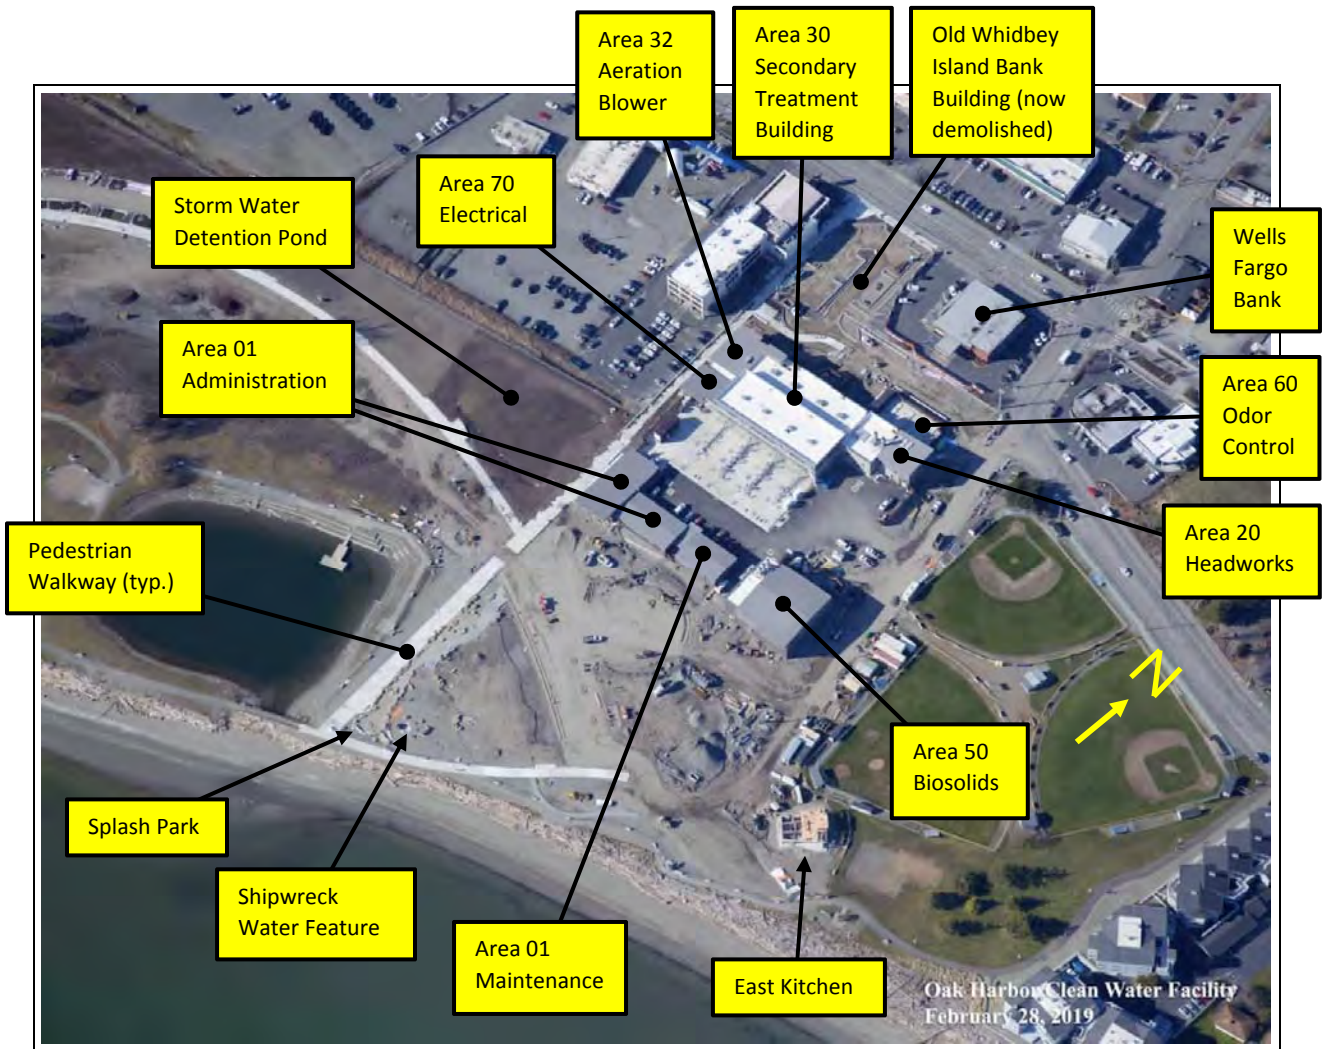 Area 32
Aeration
Blower
Area 30
Secondary
Treatment
Building
Old Whidbey
Island Bank
Building (now
demolished)
Area 70
Electrical
Storm Water
Detention Pond
Wells
Fargo
Bank
Area 01
Administration
Area 60
Odor
Control
Pedestrian
Walkway (typ.)
Area 20
Headworks
N
Area 50
Biosolids
Splash Park
Shipwreck
Water Feature
Area 01
Maintenance
East Kitchen
Oak Harbor Clean Water Facility
February 28, 2019